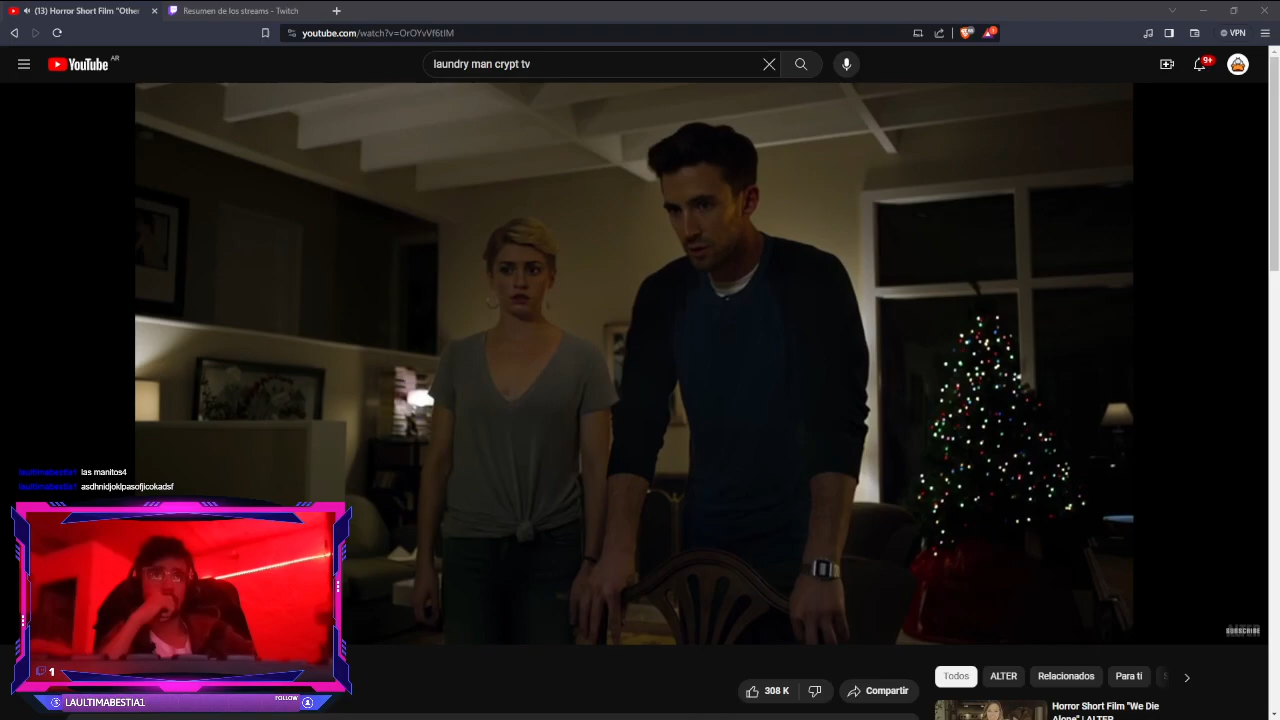 (13) Horror Short Film "Other
Resumen de los streams - Twitch
youtube.com/watch?v=OrOYvVf6tIM
VPN
YouTube AR
laundry man crypt tv
9+
laultimabestia1 las manitos4
laultimabestia1 asdhnidjoklpasofjicokadsf
SUBSCRIBE
1
FOLLOW
LAULTIMABESTIA1
308 K
Compartir
Todos
ALTER
Relacionados
Para ti
Horror Short Film "We Die
Alone" | ALTER